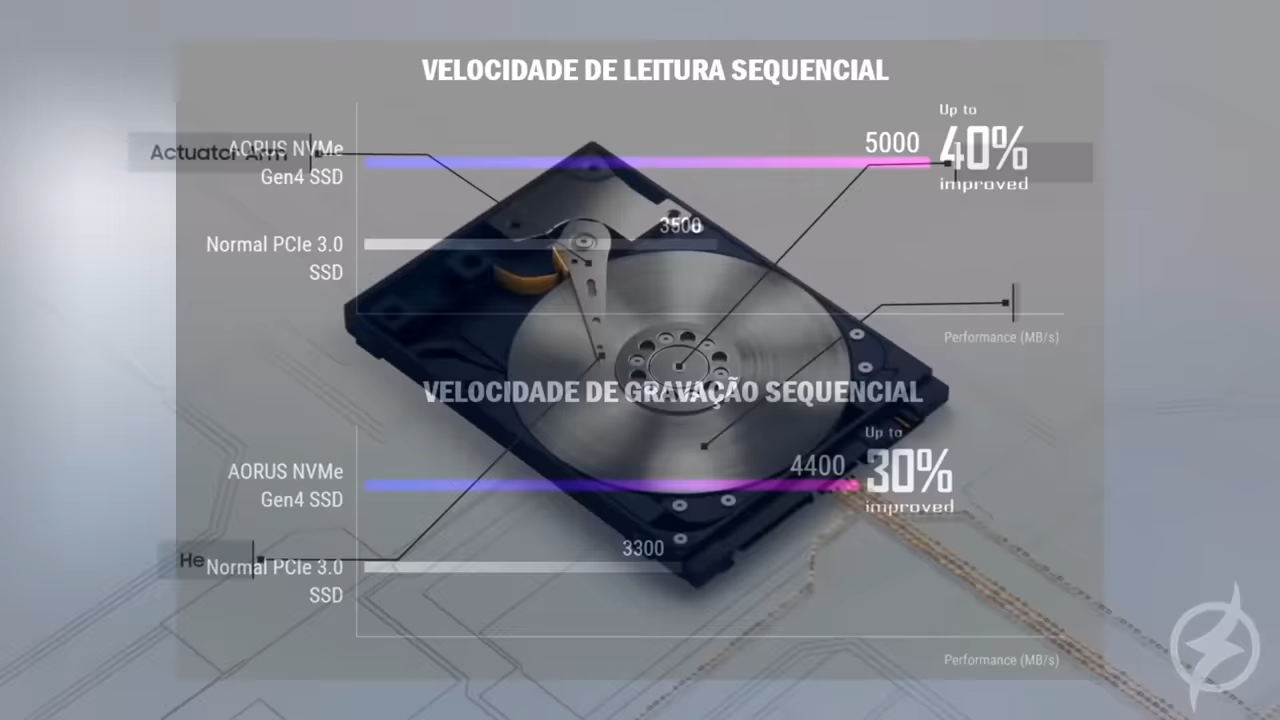 VELOCIDADE DE LEITURA SEQUENCIAL
Up to
40%
improved
Actuator Arm
AORUS NVMe
Gen4 SSD
5000
Normal PCIe 3.0
SSD
3500
Performance (MB/s)
VELOCIDADE DE GRAVAÇÃO SEQUENCIAL
Up to
30%
improved
AORUS NVMe
Gen4 SSD
4400
He
Normal PCIe 3.0
SSD
3300
Performance (MB/s)